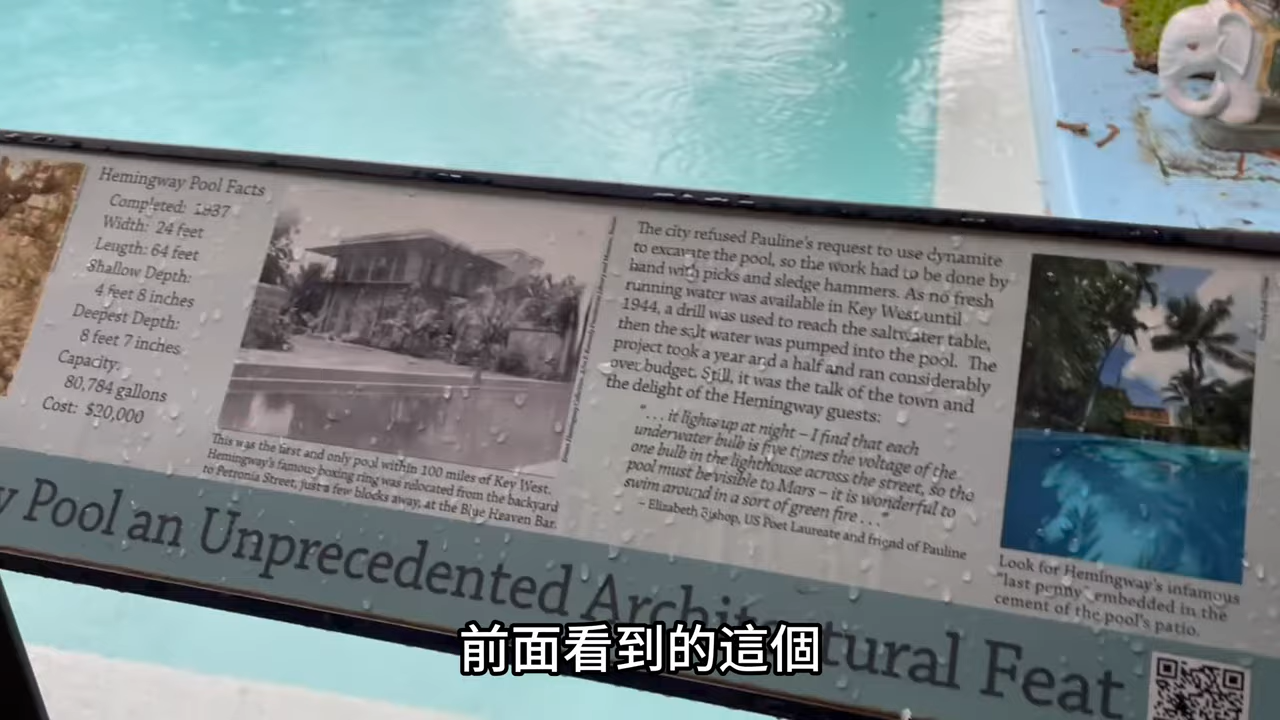 Hemingway Pool Facts
Completed: 1937
Width: 24 feet
Length: 64 feet
Shallow Depth:
4 feet 8 inches
Deepest Depth:
8 feet 7 inches
Capacity:
80,784 gallons
Cost: $20,000
This was the first and only pool within 100 miles of Key West.
Hemingway's famous boxing ring was relocated from the backyard
to Petronia Street, just a few blocks away, at the Blue Heaven Bar.
The city refused Pauline's request to use dynamite
to excavate the pool, so the work had to be done by
hand with picks and sledge hammers. As no fresh
running water was available in Key West until
1944, a drill was used to reach the saltwater table,
then the salt water was pumped into the pool. The
project took a year and a half and ran considerably
over budget. Still, it was the talk of the town and
the delight of the Hemingway guests:
"... it lights up at night – I find that each
underwater bulb is five times the voltage of the
one bulb in the lighthouse across the street, so the
pool must be visible to Mars – it is wonderful to
swim around in a sort of green fire ..."
– Elizabeth Bishop, US Poet Laureate and friend of Pauline
Look for Hemingway's infamous
"last penny" embedded in the
cement of the pool's patio.
y Pool an Unprecedented Architectural Feat
前面看到的這個